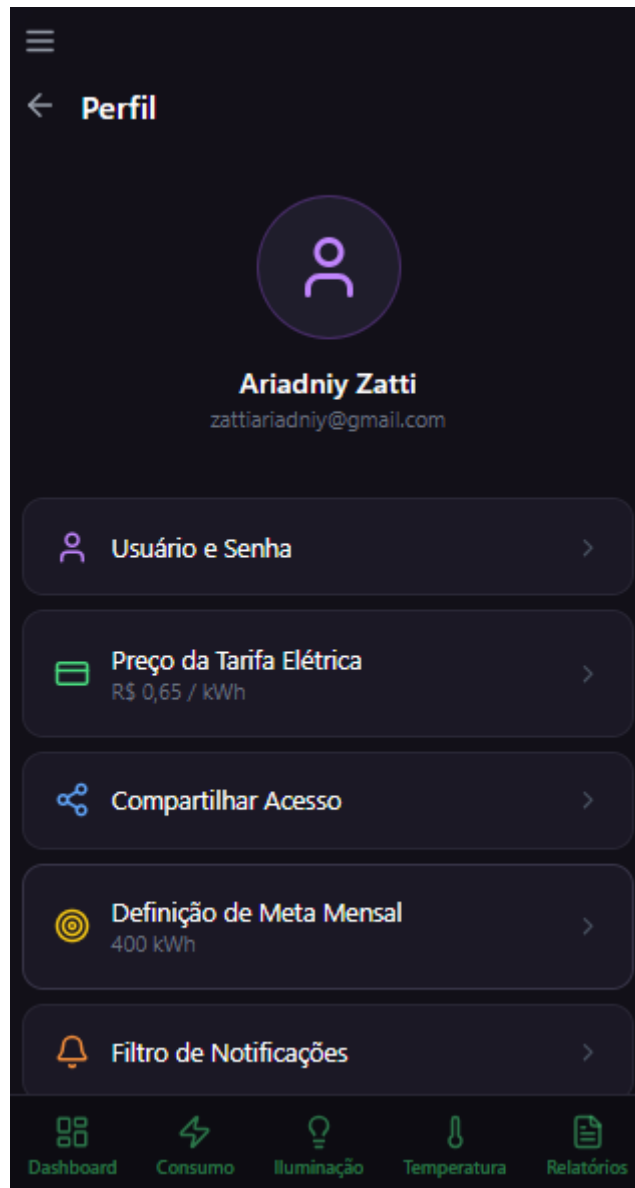 Perfil
Ariadniy Zatti
zattiariadniy@gmail.com
Usuário e Senha
Preço da Tarifa Elétrica
R$ 0,65 / kWh
Compartilhar Acesso
Definição de Meta Mensal
400 kWh
Filtro de Notificações
Dashboard Consumo Iluminação Temperatura Relatórios